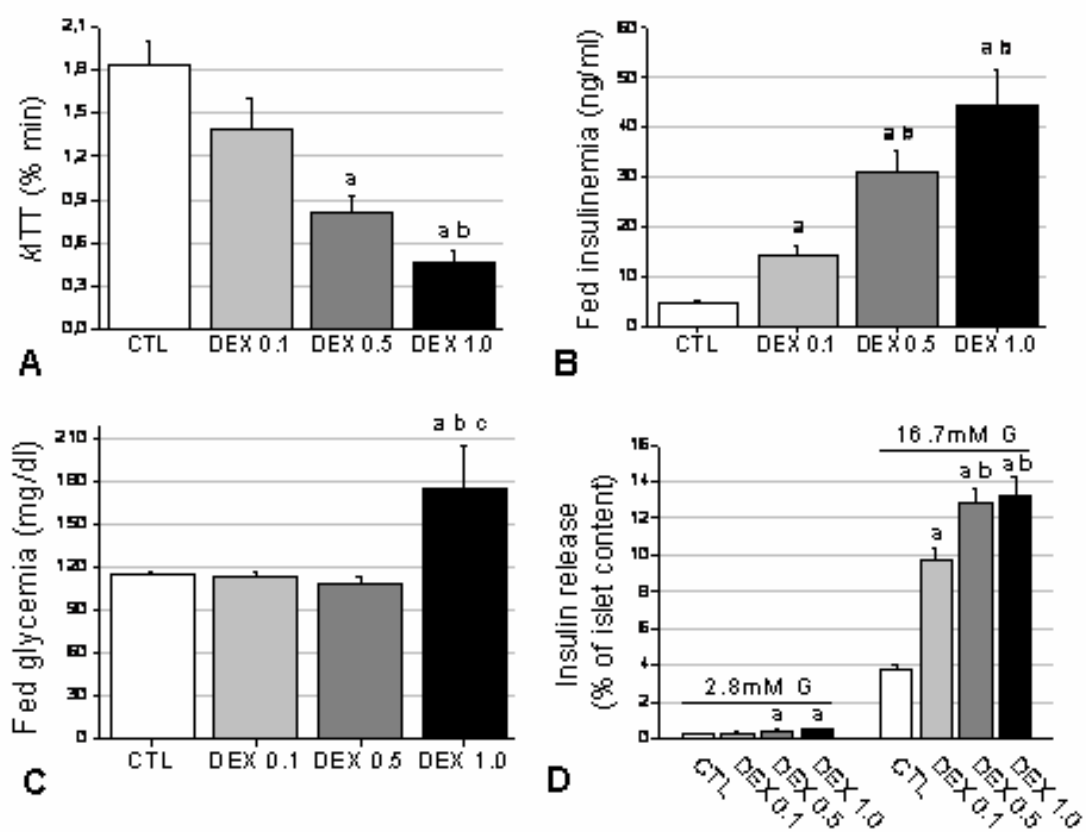 2,1
1,8
1,5
1,2
0,9
0,6
0,3
0,0
kITT (% min)
a
a b
CTL DEX 0.1 DEX 0.5 DEX 1.0
A
60
50
40
30
20
10
0
Fed insulinemia (ng/ml)
a
a b
a b
CTL DEX 0.1 DEX 0.5 DEX 1.0
B
210
180
150
120
90
60
30
0
Fed glycemia (mg/dl)
a b c
CTL DEX 0.1 DEX 0.5 DEX 1.0
C
16
14
12
10
8
6
4
2
0
Insulin release
(% of islet content)
2.8mM G
a a
16.7mM G
a
a b
a b
CTL
DEX 0.1
DEX 0.5
DEX 1.0
CTL
DEX 0.1
DEX 0.5
DEX 1.0
D